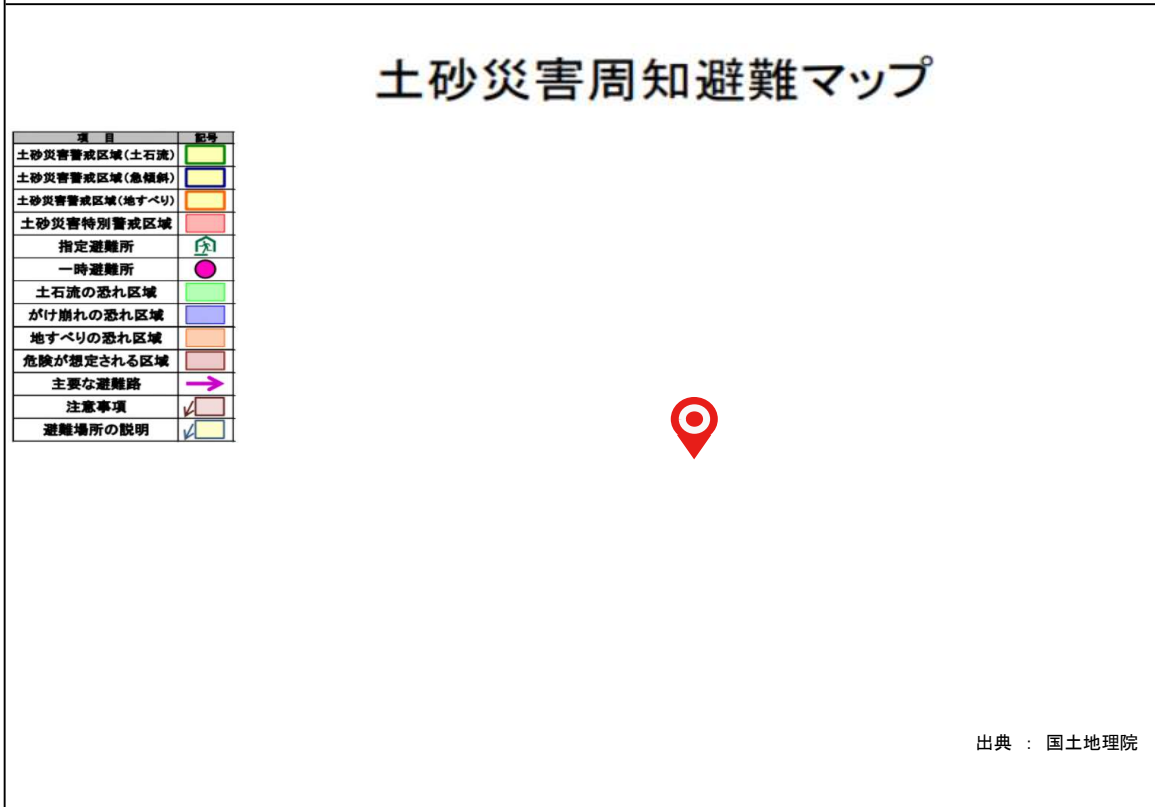 土砂災害周知避難マップ
項 目 記号
土砂災害警戒区域(土石流)
土砂災害警戒区域(急傾斜)
土砂災害警戒区域(地すべり)
土砂災害特別警戒区域
指定避難所
一時避難所
土石流の恐れ区域
がけ崩れの恐れ区域
地すべりの恐れ区域
危険が想定される区域
主要な避難路
注意事項
避難場所の説明
出典 : 国土地理院